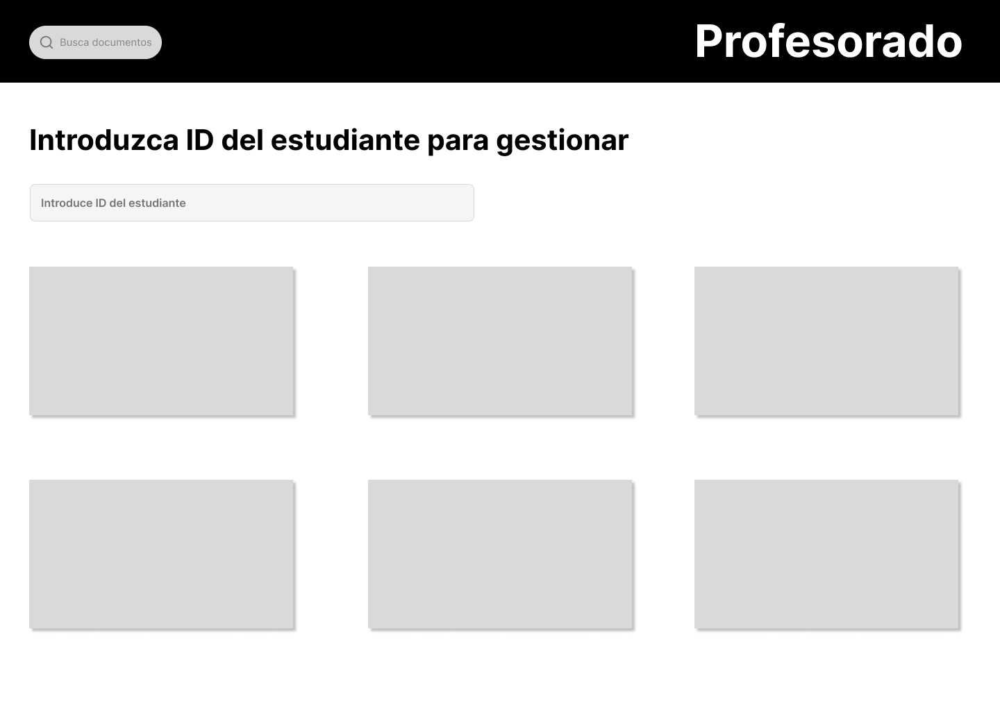 Busca documentos
Profesorado
Introduzca ID del estudiante para gestionar
Introduce ID del estudiante